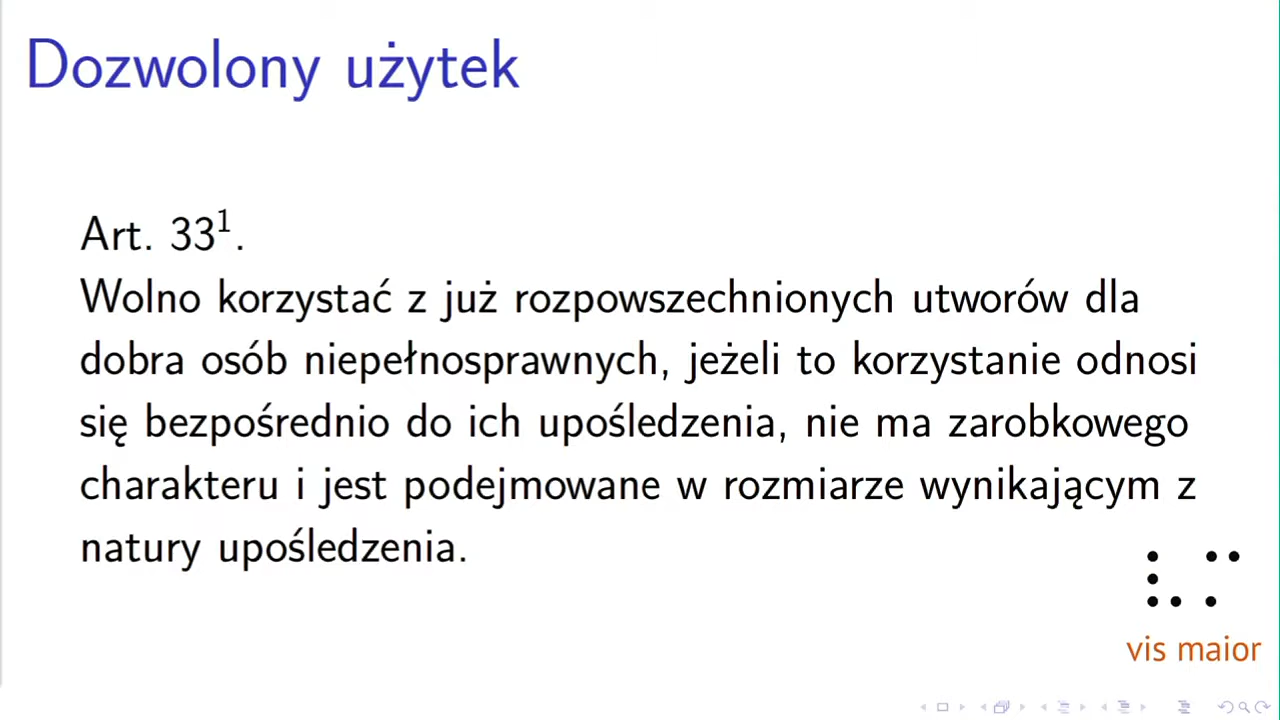 Dozwolony użytek
Art. 33¹.
Wolno korzystać z już rozpowszechnionych utworów dla
dobra osób niepełnosprawnych, jeżeli to korzystanie odnosi
się bezpośrednio do ich upośledzenia, nie ma zarobkowego
charakteru i jest podejmowane w rozmiarze wynikającym z
natury upośledzenia.
⠧⠍
vis maior